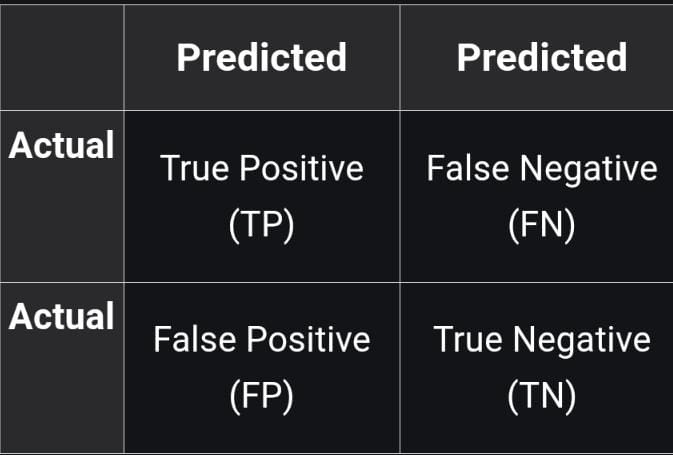 Predicted Predicted
Actual
True Positive False Negative
(TP) (FN)
Actual
False Positive True Negative
(FP) (TN)